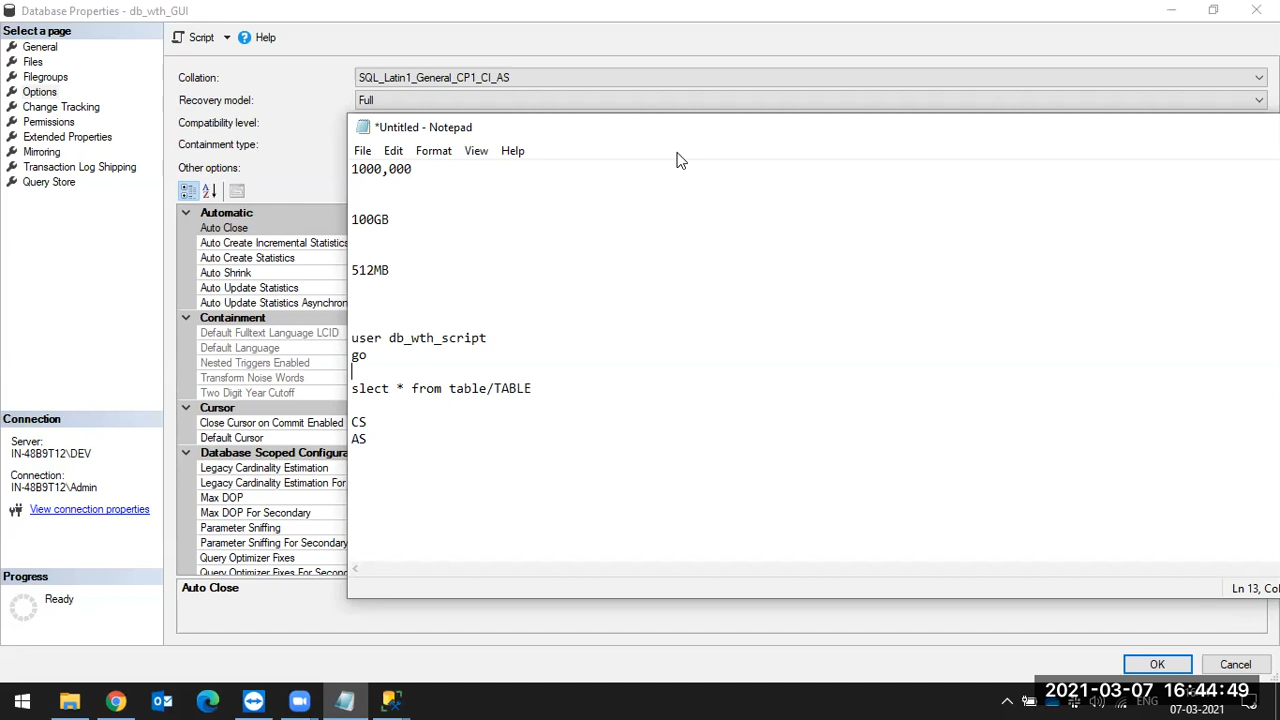 Database Properties - db_wth_GUI
Select a page
General
Files
Filegroups
Options
Change Tracking
Permissions
Extended Properties
Mirroring
Transaction Log Shipping
Query Store
Script
Help
Collation:
SQL_Latin1_General_CP1_CI_AS
Recovery model:
Full
Compatibility level:
Containment type:
Other options:
Automatic
Auto Close
Auto Create Incremental Statistics
Auto Create Statistics
Auto Shrink
Auto Update Statistics
Auto Update Statistics Asynchron
Containment
Default Fulltext Language LCID
Default Language
Nested Triggers Enabled
Transform Noise Words
Two Digit Year Cutoff
Cursor
Close Cursor on Commit Enabled
Default Cursor
Database Scoped Configura
Legacy Cardinality Estimation
Legacy Cardinality Estimation For
Max DOP
Max DOP For Secondary
Parameter Sniffing
Parameter Sniffing For Secondary
Query Optimizer Fixes
Query Optimizer Fixes For Second
Auto Close
*Untitled - Notepad
File Edit Format View Help
1000,000
100GB
512MB
user db_wth_script
go
slect * from table/TABLE
CS
AS
Ln 13, Col
Connection
Server:
IN-48B9T12\DEV
Connection:
IN-48B9T12\Admin
View connection properties
Progress
Ready
OK
Cancel
2021-03-07 16:44:49
ENG
07-03-2021